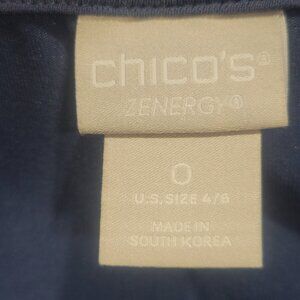 chico's®
ZENERGY®
0
U.S. SIZE 4/6
MADE IN
SOUTH KOREA